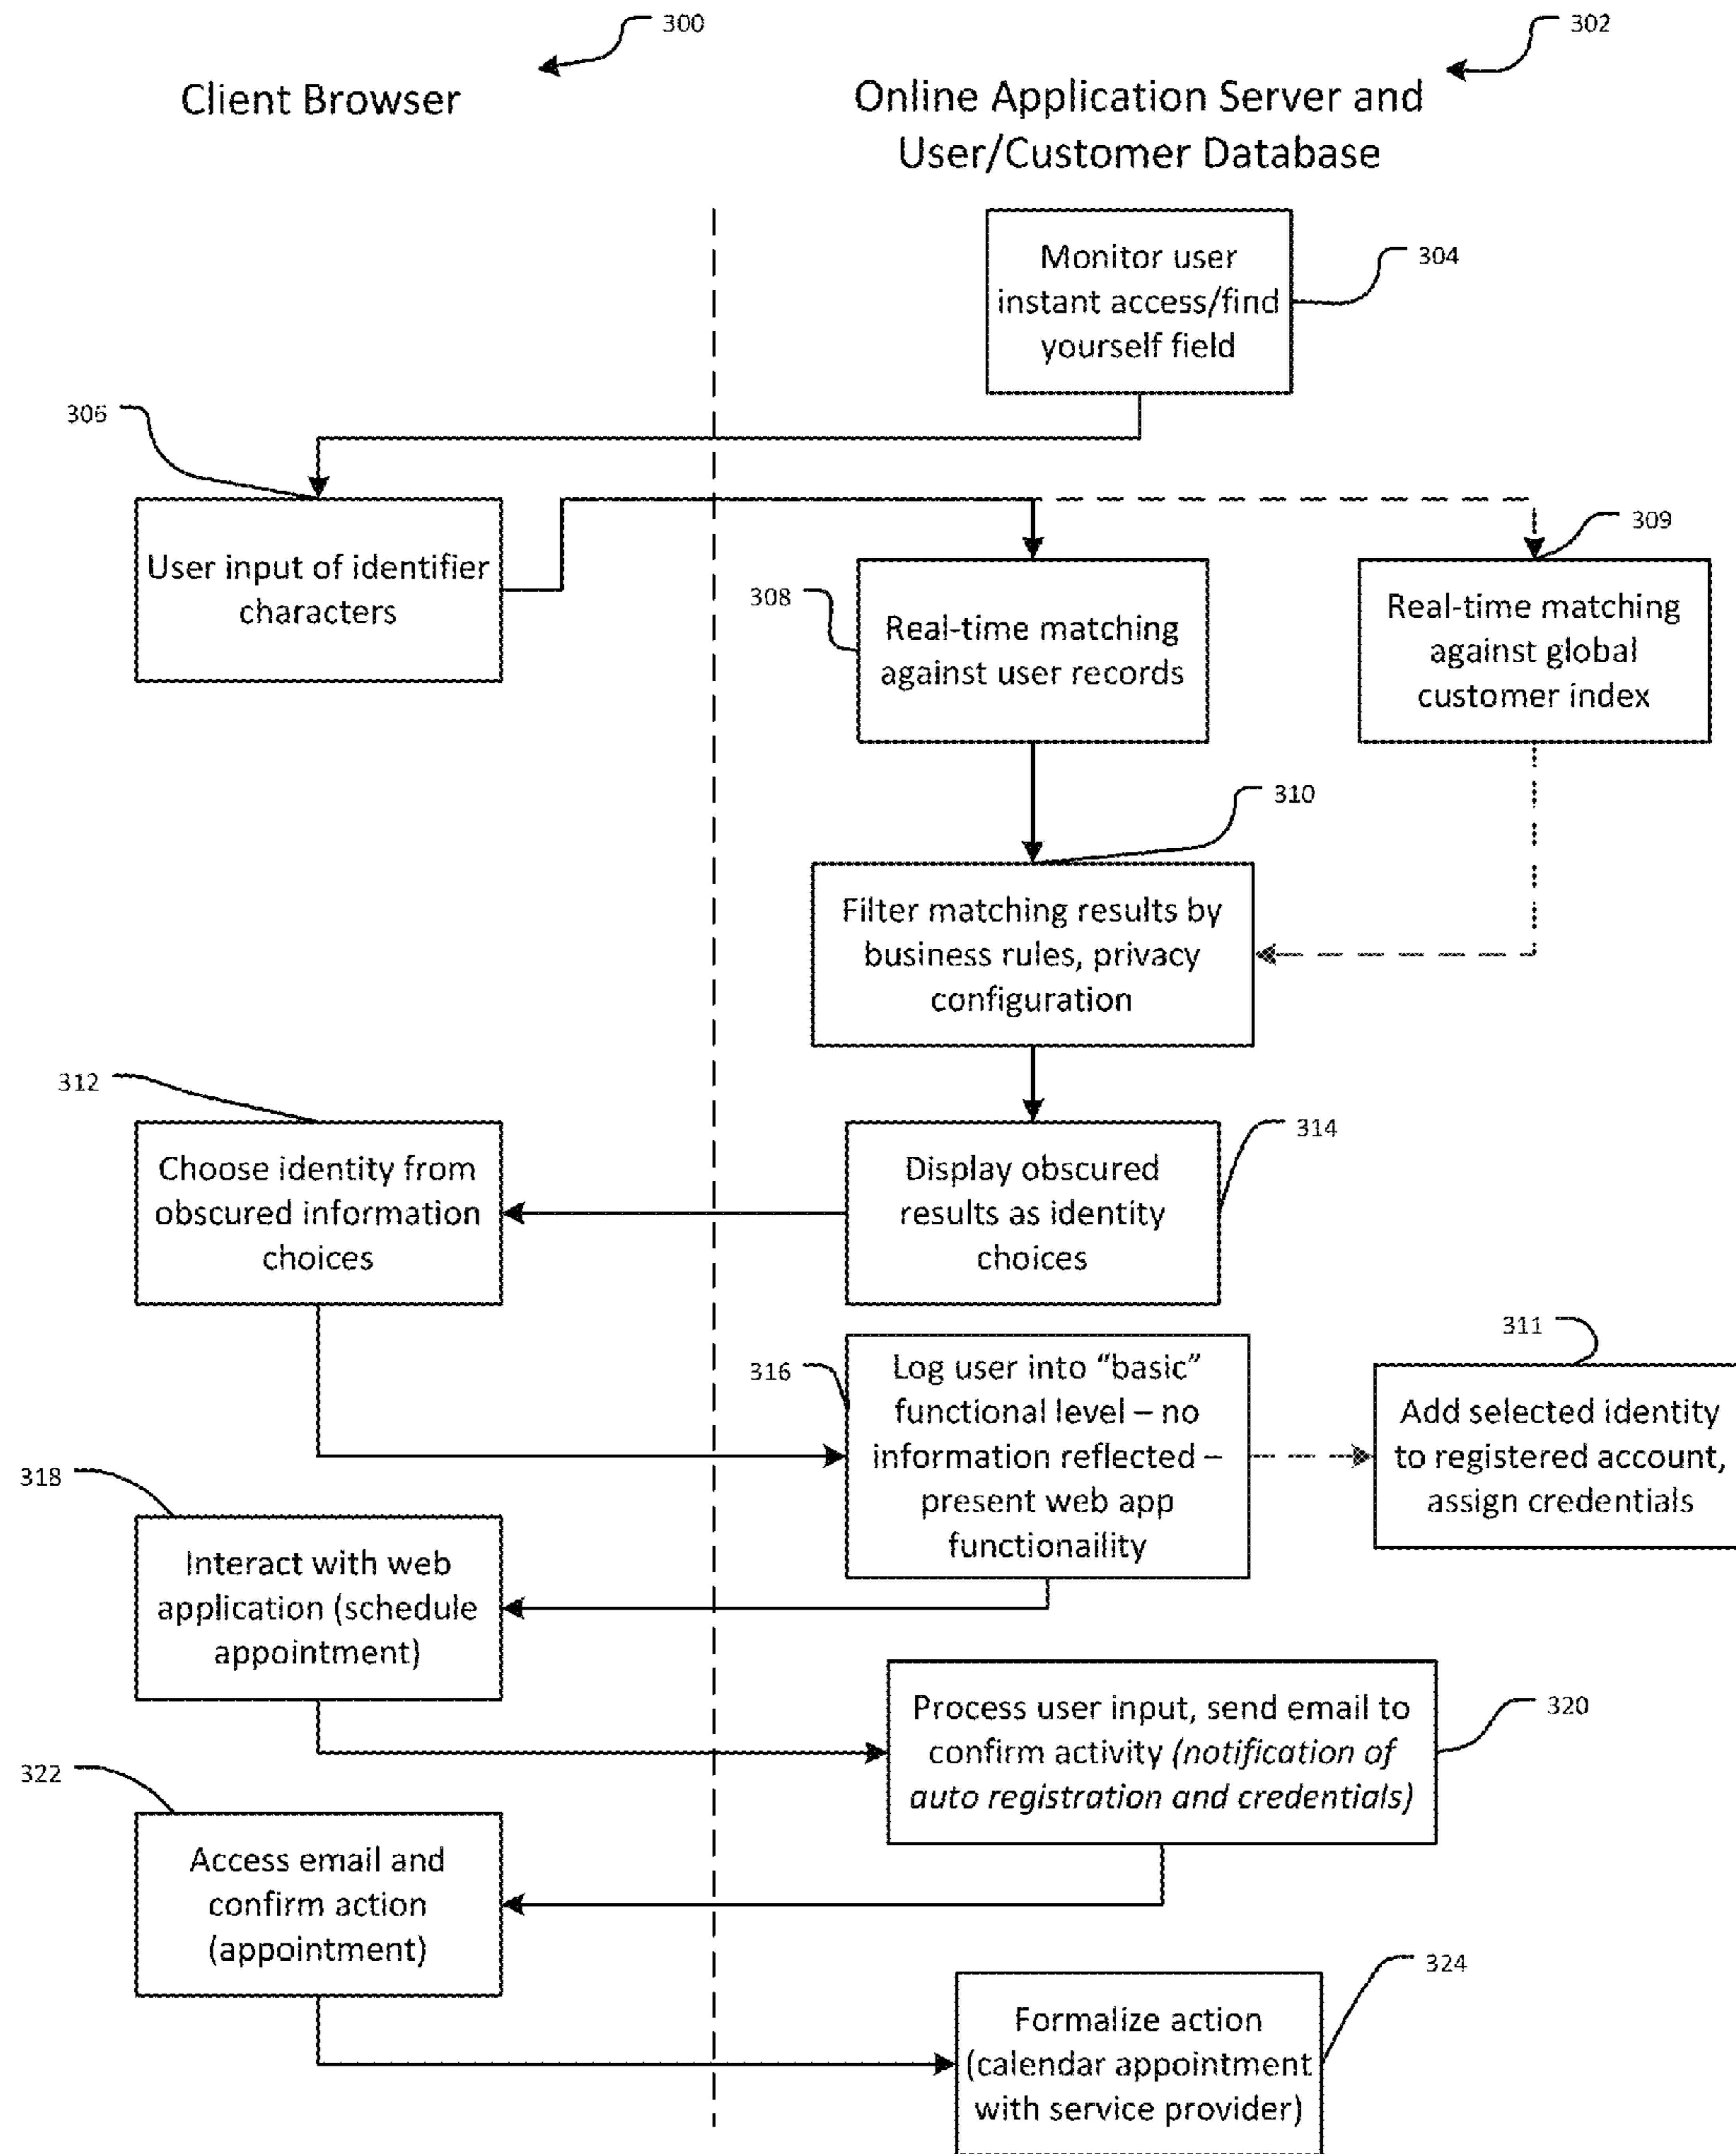 300
302
Client Browser
Online Application Server and
User/Customer Database
Monitor user
instant access/find
yourself field
304
306
User input of identifier
characters
308
Real-time matching
against user records
309
Real-time matching
against global
customer index
310
Filter matching results by
business rules, privacy
configuration
312
Choose identity from
obscured information
choices
314
Display obscured
results as identity
choices
316
Log user into “basic”
functional level – no
information reflected –
present web app
functionaility
311
Add selected identity
to registered account,
assign credentials
318
Interact with web
application (schedule
appointment)
320
Process user input, send email to
confirm activity (notification of
auto registration and credentials)
322
Access email and
confirm action
(appointment)
324
Formalize action
(calendar appointment
with service provider)